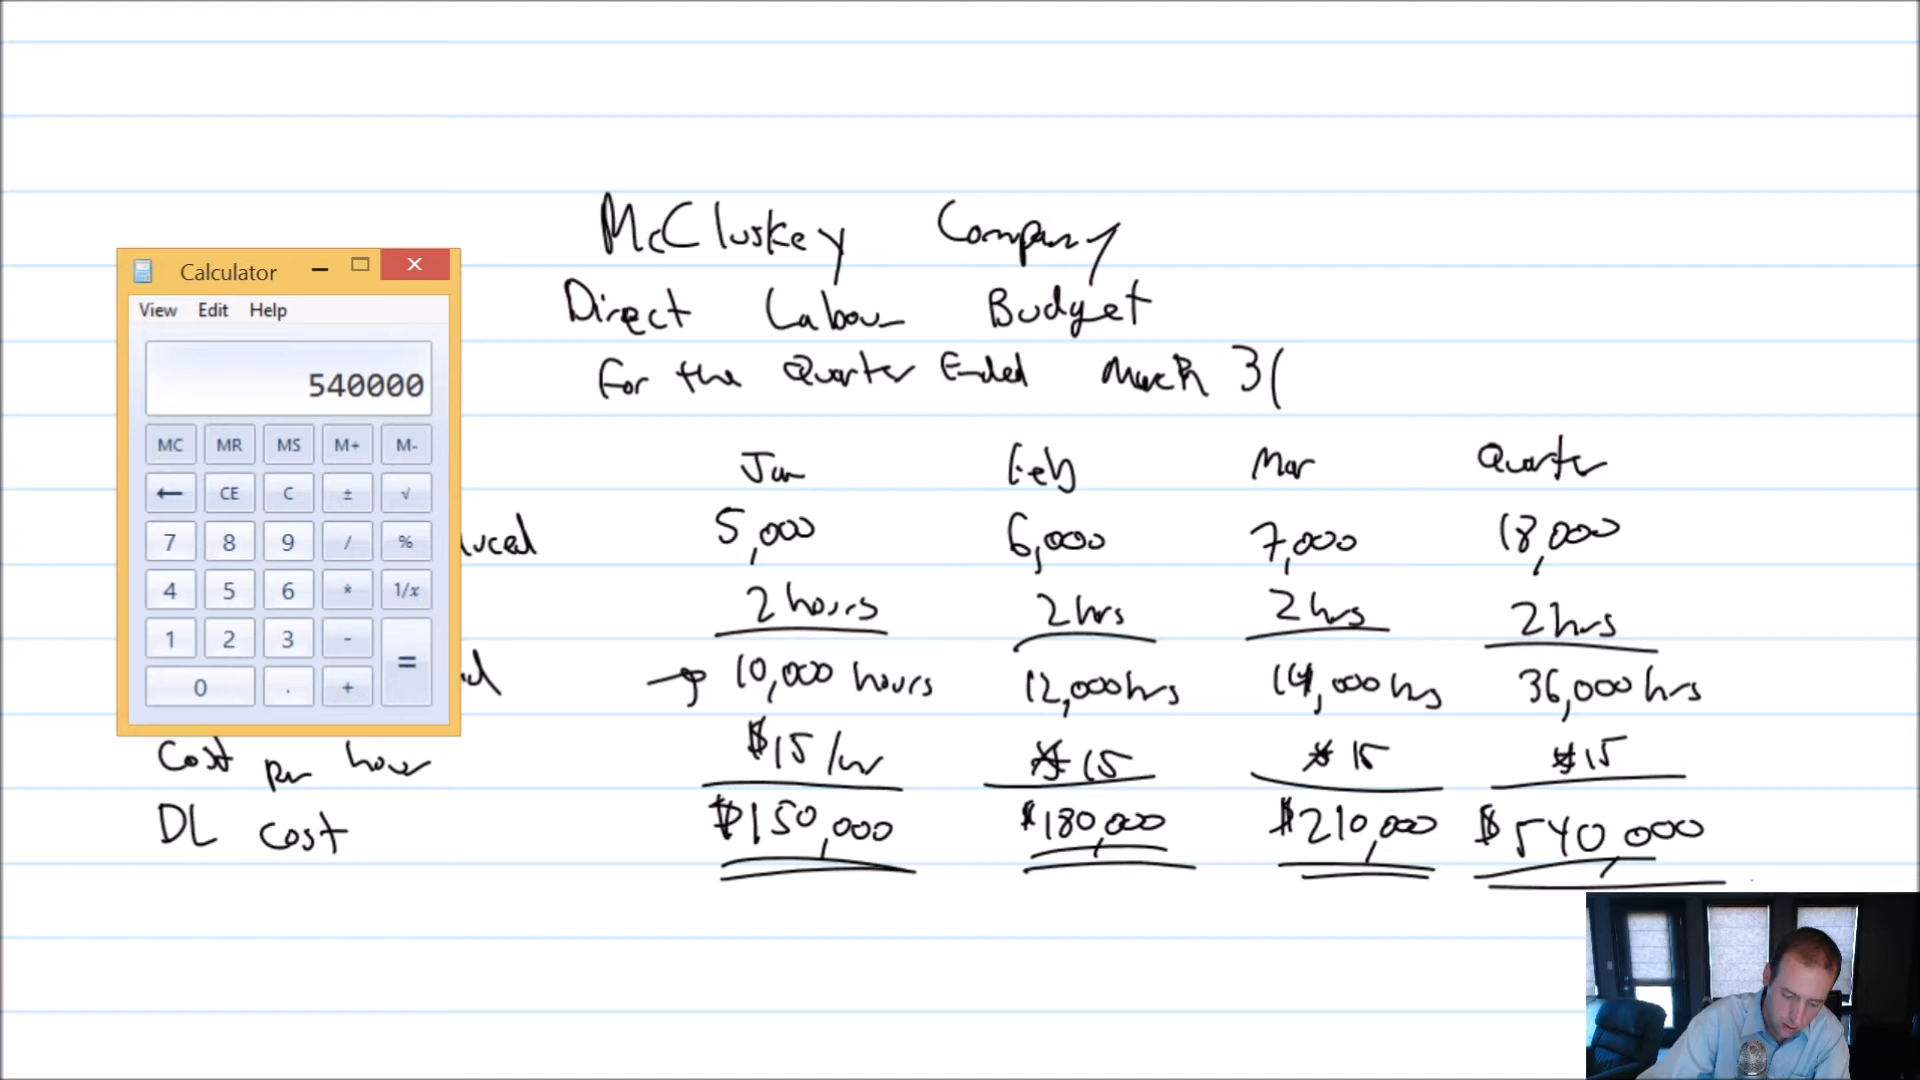 McCluskey Company
Direct Labour Budget
For the Quarter Ended March 31
Calculator
View Edit Help
540000
MC MR MS M+ M-
← CE C ± √
7 8 9 / %
4 5 6 * 1/x
1 2 3 - =
0 . +
Jan Feb Mar Quarter
uced 5,000 6,000 7,000 18,000
2 hours 2 hrs 2 hrs 2 hrs
→ 10,000 hours 12,000 hrs 14,000 hrs 36,000 hrs
Cost per hour $15/hr $15 $15 $15
DL cost $150,000 $180,000 $210,000 $540,000